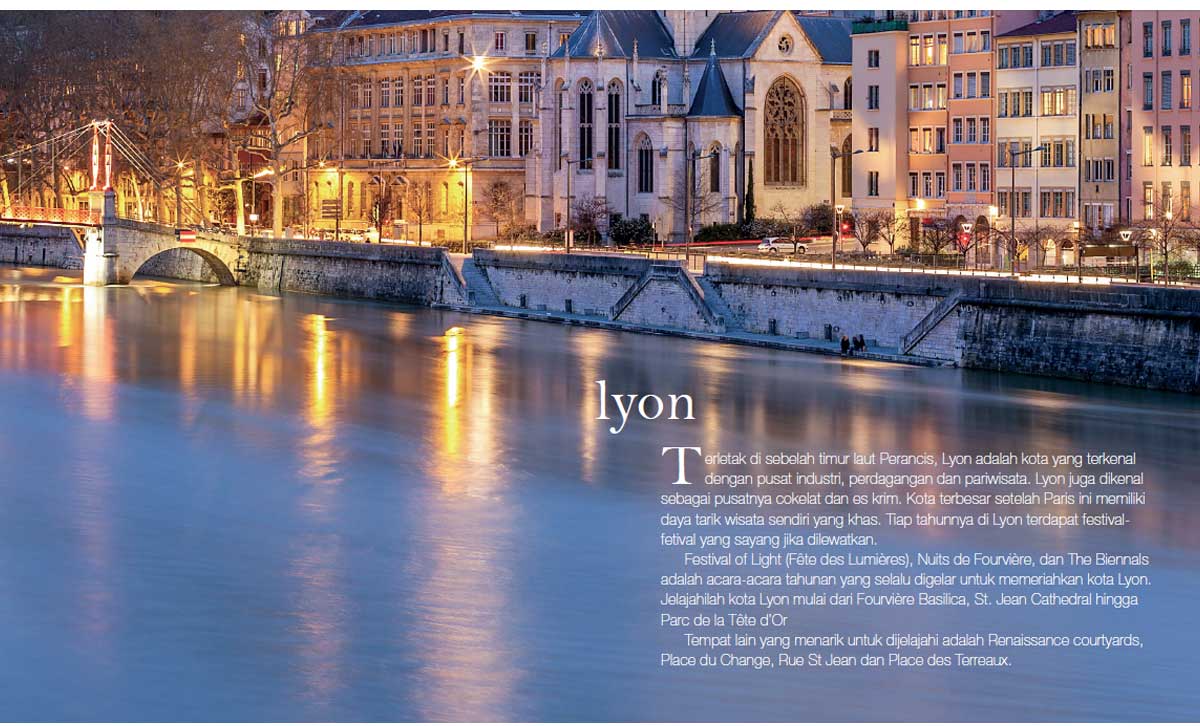 lyon
Terletak di sebelah timur laut Perancis, Lyon adalah kota yang terkenal
dengan pusat industri, perdagangan dan pariwisata. Lyon juga dikenal
sebagai pusatnya cokelat dan es krim. Kota terbesar setelah Paris ini memiliki
daya tarik wisata sendiri yang khas. Tiap tahunnya di Lyon terdapat festival-
fetival yang sayang jika dilewatkan.
Festival of Light (Fête des Lumières), Nuits de Fourvière, dan The Biennals
adalah acara-acara tahunan yang selalu digelar untuk memeriahkan kota Lyon.
Jelajahilah kota Lyon mulai dari Fourvière Basilica, St. Jean Cathedral hingga
Parc de la Tête d’Or
Tempat lain yang menarik untuk dijelajahi adalah Renaissance courtyards,
Place du Change, Rue St Jean dan Place des Terreaux.